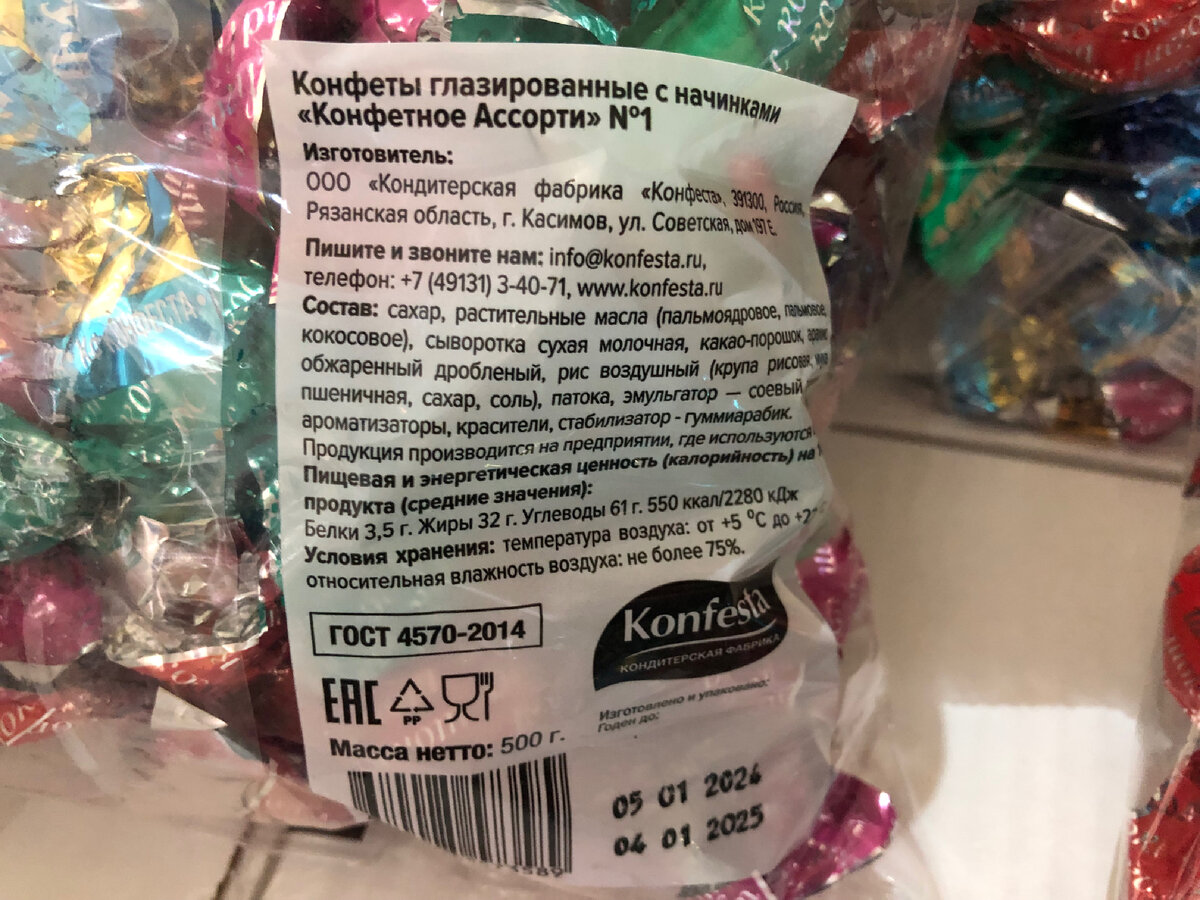 Конфеты глазированные с начинками
«Конфетное Ассорти» №1
Изготовитель:
ООО «Кондитерская фабрика «Конфеста», 391300, Россия,
Рязанская область, г. Касимов, ул. Советская, дом 197 Е.
Пишите и звоните нам: info@konfesta.ru,
телефон: +7 (49131) 3-40-71, www.konfesta.ru
Состав: сахар, растительные масла (пальмоядровое, пальмовое,
кокосовое), сыворотка сухая молочная, какао-порошок,
обжаренный дробленый, рис воздушный (крупа рисовая, мука
пшеничная, сахар, соль), патока, эмульгатор — соевый
ароматизаторы, красители, стабилизатор - гуммиарабик.
Продукция производится на предприятии, где используются
Пищевая и энергетическая ценность (калорийность) на
продукта (средние значения):
Белки 3,5 г. Жиры 32 г. Углеводы 61 г. 550 ккал/2280 кДж
Условия хранения: температура воздуха: от +5 °С до
относительная влажность воздуха: не более 75%.
ГОСТ 4570-2014
Konfesta
КОНДИТЕРСКАЯ ФАБРИКА
EAC
PP
Изготовлено и упаковано:
Годен до:
Масса нетто: 500 г.
05 01 2024
04 01 2025
КОНФЕСТА